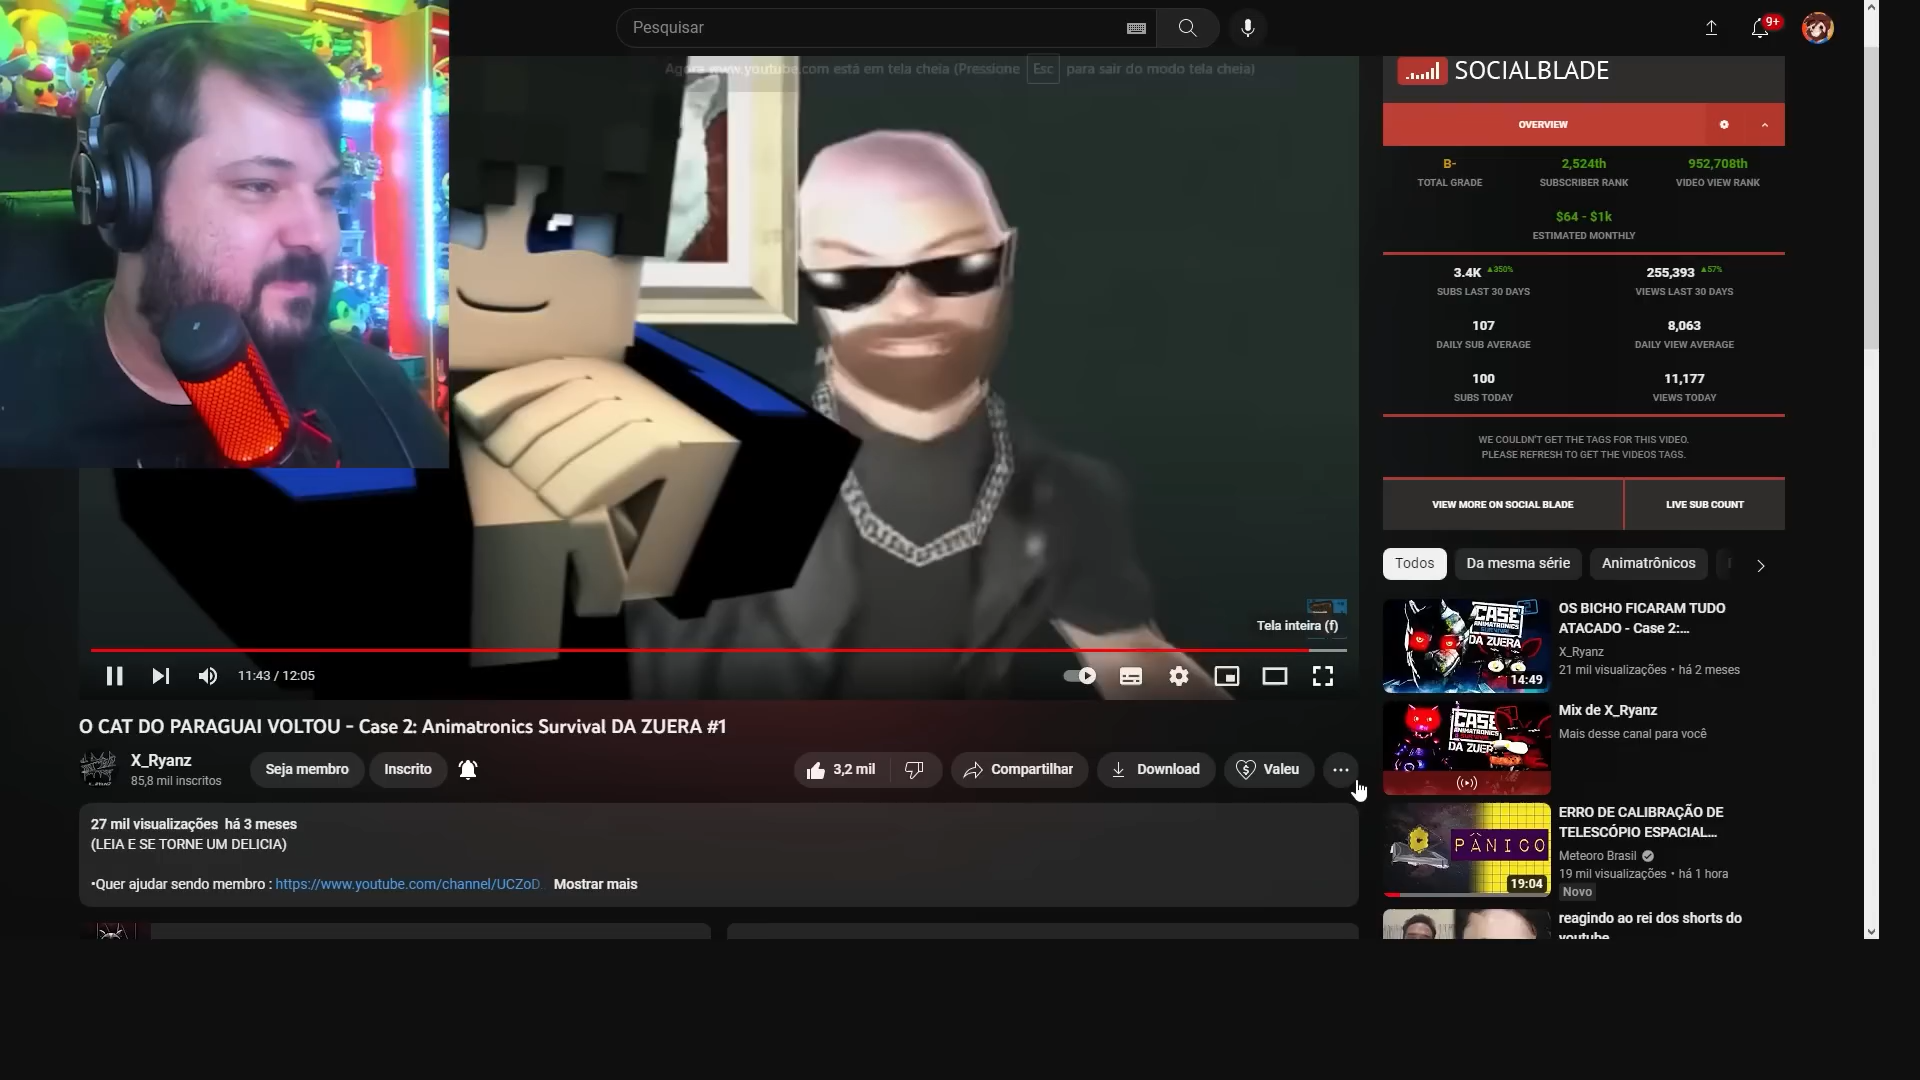 Pesquisar
9+
Agora www.youtube.com está em tela cheia (Pressione Esc para sair do modo tela cheia)
SOCIALBLADE
OVERVIEW
B-
TOTAL GRADE
2,524th
SUBSCRIBER RANK
952,708th
VIDEO VIEW RANK
$64 - $1k
ESTIMATED MONTHLY
3.4K ▲350%
SUBS LAST 30 DAYS
255,393 ▲57%
VIEWS LAST 30 DAYS
107
DAILY SUB AVERAGE
8,063
DAILY VIEW AVERAGE
100
SUBS TODAY
11,177
VIEWS TODAY
WE COULDN'T GET THE TAGS FOR THIS VIDEO.
PLEASE REFRESH TO GET THE VIDEOS TAGS.
VIEW MORE ON SOCIAL BLADE
LIVE SUB COUNT
Todos
Da mesma série
Animatrônicos
Tela inteira (f)
11:43 / 12:05
O CAT DO PARAGUAI VOLTOU - Case 2: Animatronics Survival DA ZUERA #1
X_Ryanz
85,8 mil inscritos
Seja membro
Inscrito
3,2 mil
Compartilhar
Download
Valeu
27 mil visualizações há 3 meses
(LEIA E SE TORNE UM DELICIA)
•Quer ajudar sendo membro : https://www.youtube.com/channel/UCZoD
Mostrar mais
CASE
ANIMATRONICS
DA ZUERA
14:49
OS BICHO FICARAM TUDO
ATACADO - Case 2:...
X_Ryanz
21 mil visualizações • há 2 meses
CASE
DA ZUERA
Mix de X_Ryanz
Mais desse canal para você
PÂNICO
19:04
ERRO DE CALIBRAÇÃO DE
TELESCÓPIO ESPACIAL...
Meteoro Brasil
19 mil visualizações • há 1 hora
Novo
reagindo ao rei dos shorts do
youtube